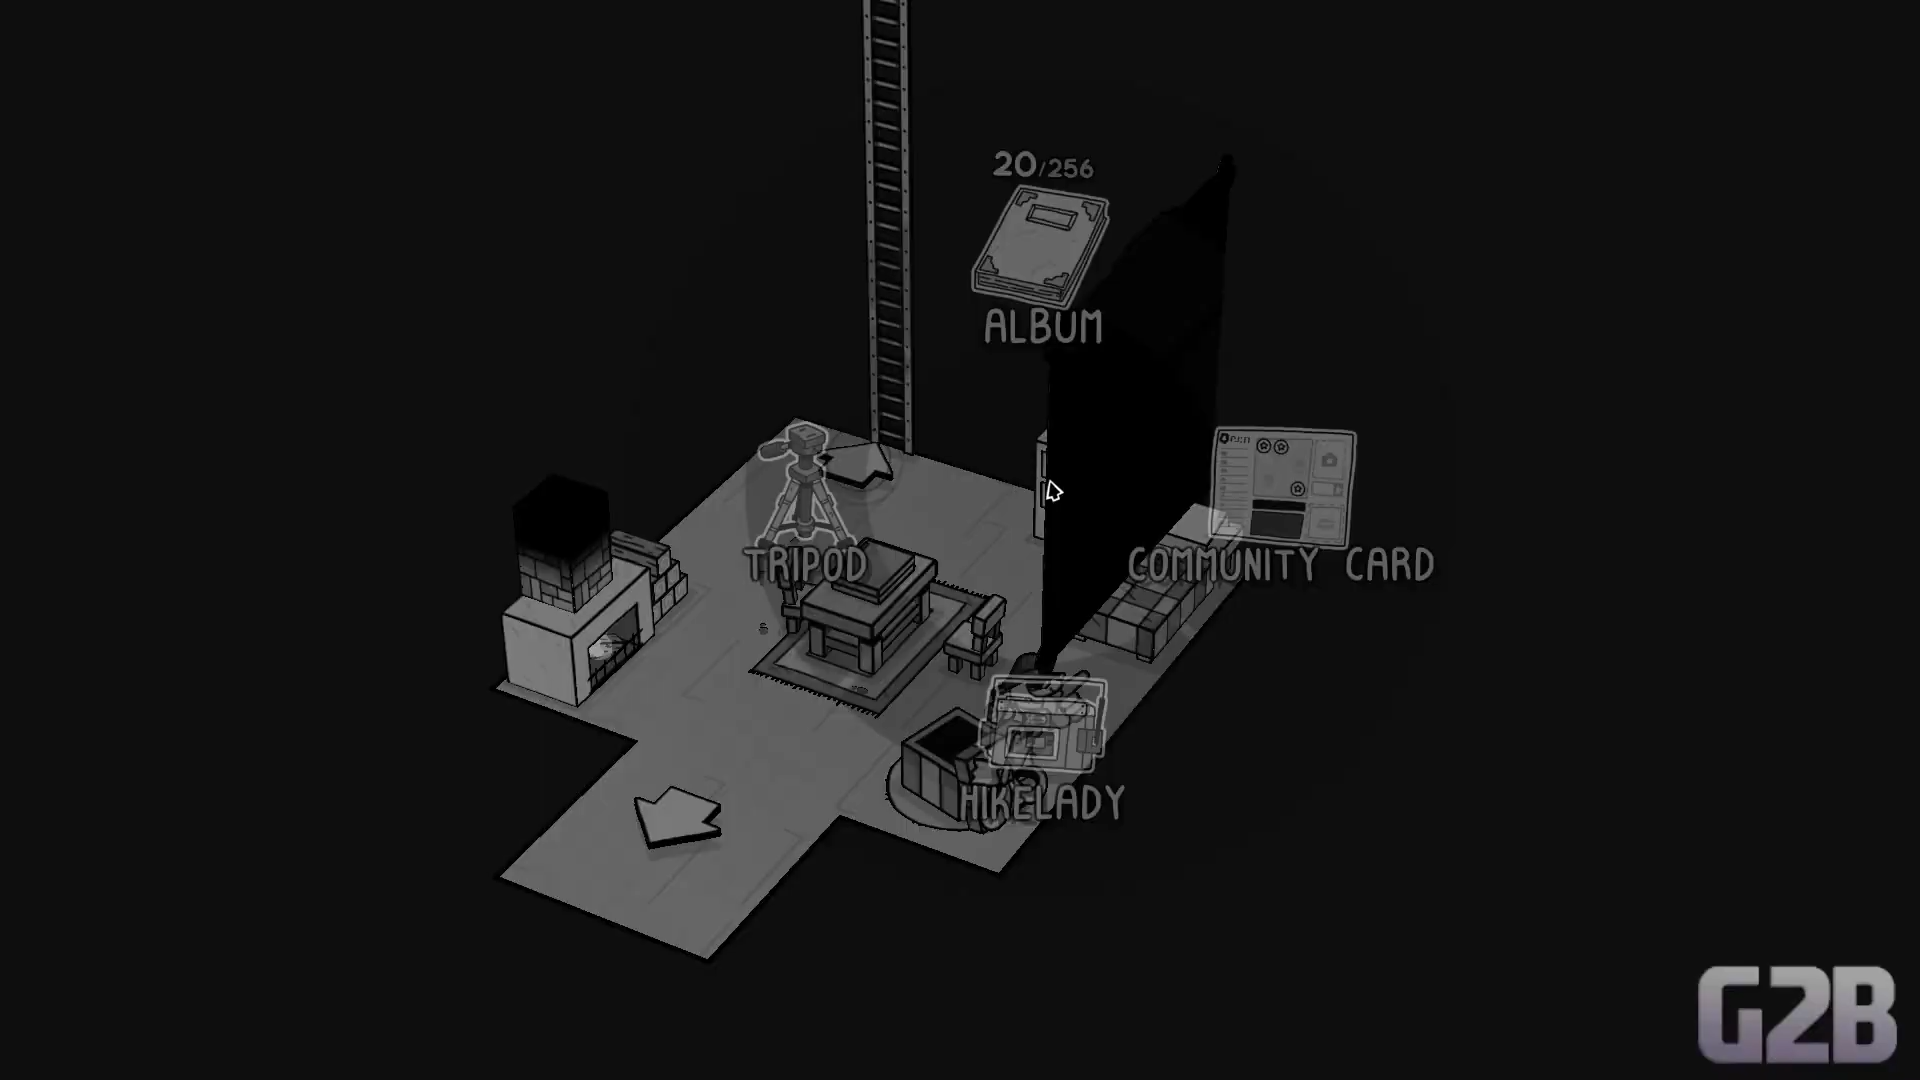 20/256
ALBUM
TRIPOD
COMMUNITY CARD
HIKELADY
G2B